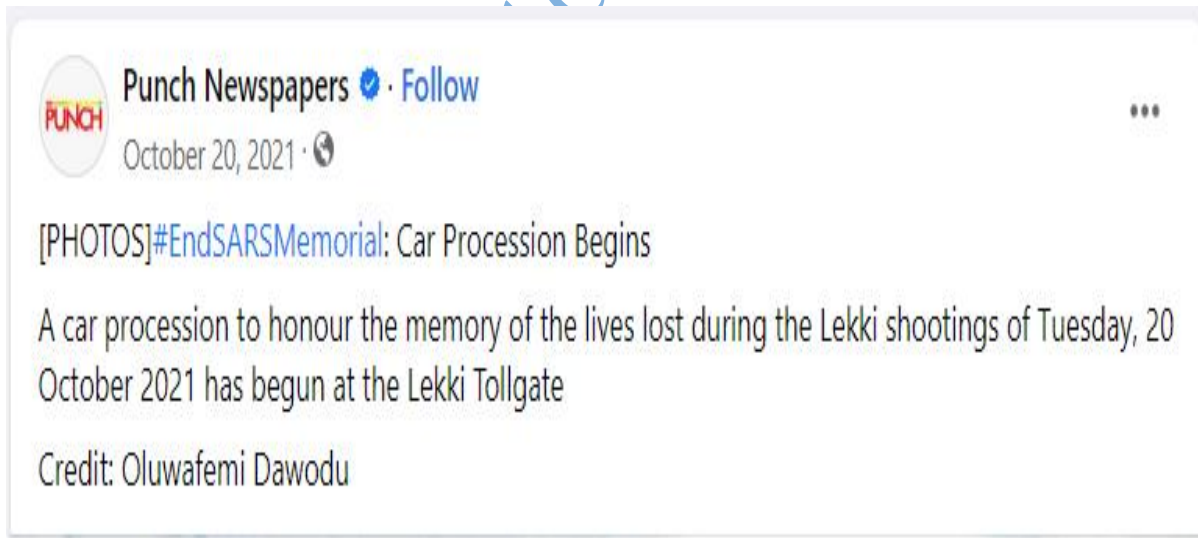 Punch Newspapers · Follow
PUNCH
October 20, 2021 ·
[PHOTOS]#EndSARSMemorial: Car Procession Begins
A car procession to honour the memory of the lives lost during the Lekki shootings of Tuesday, 20
October 2021 has begun at the Lekki Tollgate
Credit: Oluwafemi Dawodu